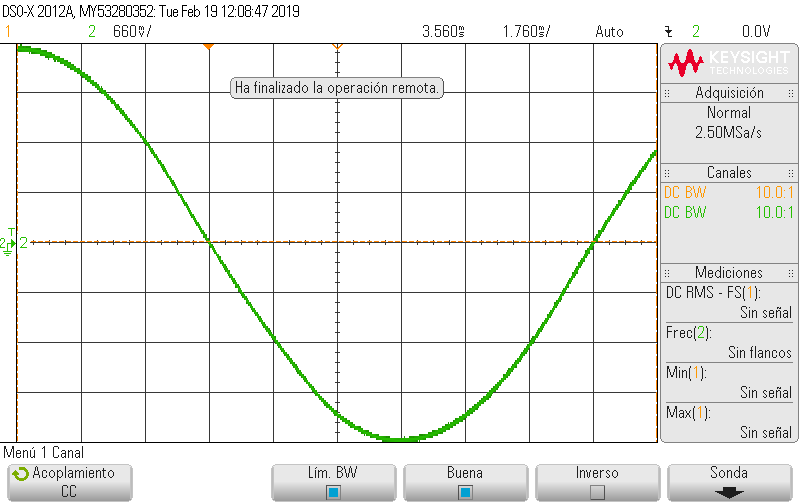 DSO-X 2012A, MY53280352: Tue Feb 19 12:08:47 2019
1 2 660㎷/ 3.560㎲ 1.760㎲/ Auto 2 0.0V
Ha finalizado la operación remota.
KEYSIGHT
TECHNOLOGIES
Adquisición
Normal
2.50MSa/s
Canales
DC BW 10.0:1
DC BW 10.0:1
T
2 2
Mediciones
DC RMS - FS(1):
Sin señal
Frec(2):
Sin flancos
Min(1):
Sin señal
Max(1):
Sin señal
Menú 1 Canal
Acoplamiento
CC
Lím. BW
Buena
Inverso
Sonda